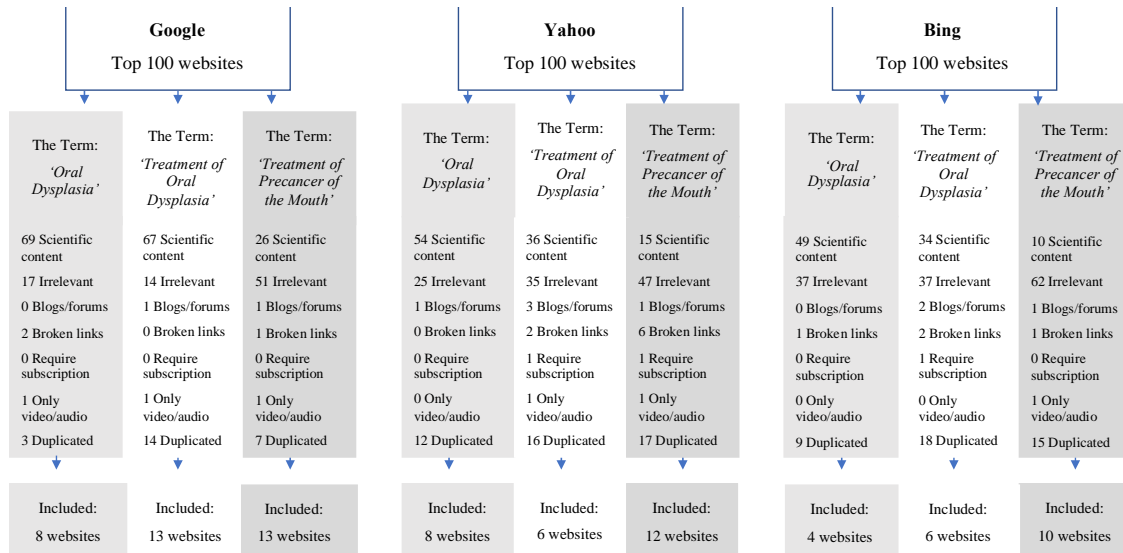 Google
Top 100 websites
The Term:
‘Oral
Dysplasia’
69 Scientific
content
17 Irrelevant
0 Blogs/forums
2 Broken links
0 Require
subscription
1 Only
video/audio
3 Duplicated
Included:
8 websites
The Term:
‘Treatment of
Oral
Dysplasia’
67 Scientific
content
14 Irrelevant
1 Blogs/forums
0 Broken links
0 Require
subscription
1 Only
video/audio
14 Duplicated
Included:
13 websites
The Term:
‘Treatment of
Precancer of
the Mouth’
26 Scientific
content
51 Irrelevant
1 Blogs/forums
1 Broken links
0 Require
subscription
1 Only
video/audio
7 Duplicated
Included:
13 websites
Yahoo
Top 100 websites
The Term:
‘Oral
Dysplasia’
54 Scientific
content
25 Irrelevant
1 Blogs/forums
0 Broken links
0 Require
subscription
0 Only
video/audio
12 Duplicated
Included:
8 websites
The Term:
‘Treatment of
Oral
Dysplasia’
36 Scientific
content
35 Irrelevant
3 Blogs/forums
2 Broken links
1 Require
subscription
1 Only
video/audio
16 Duplicated
Included:
6 websites
The Term:
‘Treatment of
Precancer of
the Mouth’
15 Scientific
content
47 Irrelevant
1 Blogs/forums
6 Broken links
1 Require
subscription
1 Only
video/audio
17 Duplicated
Included:
12 websites
Bing
Top 100 websites
The Term:
‘Oral
Dysplasia’
49 Scientific
content
37 Irrelevant
0 Blogs/forums
1 Broken links
0 Require
subscription
0 Only
video/audio
9 Duplicated
Included:
4 websites
The Term:
‘Treatment of
Oral
Dysplasia’
34 Scientific
content
37 Irrelevant
2 Blogs/forums
2 Broken links
1 Require
subscription
0 Only
video/audio
18 Duplicated
Included:
6 websites
The Term:
‘Treatment of
Precancer of
the Mouth’
10 Scientific
content
62 Irrelevant
1 Blogs/forums
1 Broken links
0 Require
subscription
1 Only
video/audio
15 Duplicated
Included:
10 websites